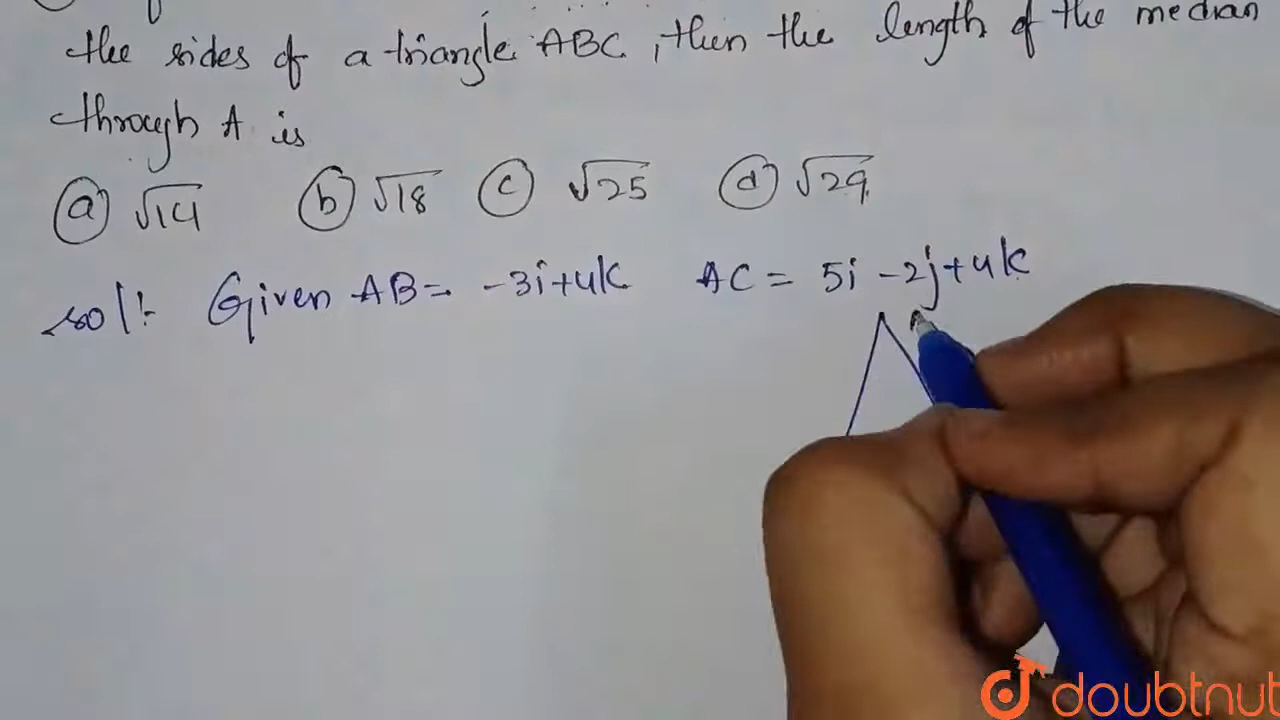 the sides of a triangle ABC, then the length of the median
through A is
(a) √14 (b) √18 (c) √25 (d) √29
sol:- Given AB = -3i+4k AC = 5i -2j+4k
doubtnut